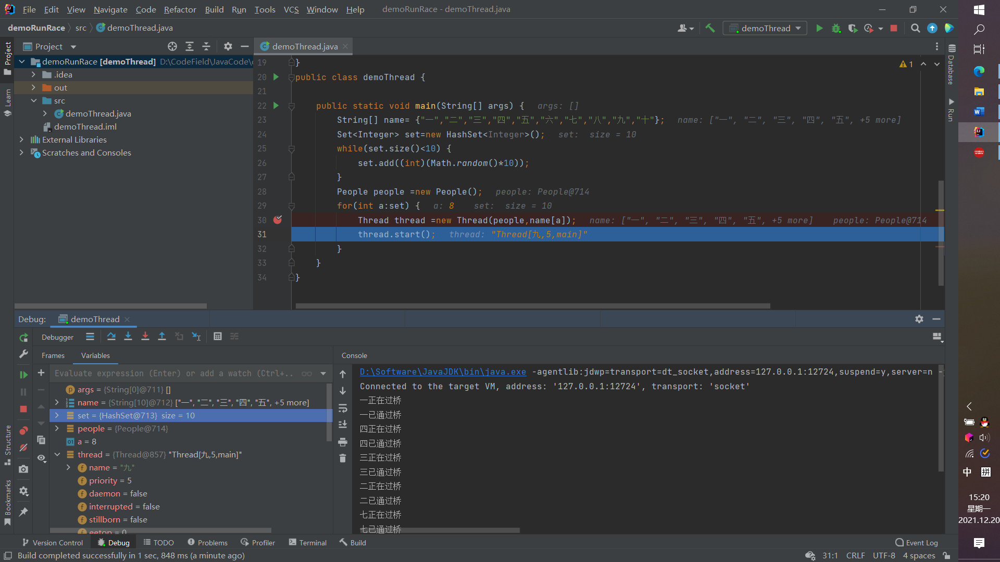 File Edit View Navigate Code Refactor Build Run Tools VCS Window Help demoRunRace - demoThread.java
demoRunRace src demoThread.java
demoThread
Project
Learn
Structure
Bookmarks
Project
demoRunRace [demoThread] D:\CodeField\JavaCode\
.idea
out
src
demoThread.java
demoThread.iml
External Libraries
Scratches and Consoles
demoThread.java
1
19 }
20 public class demoThread {
21
22 public static void main(String[] args) { args: []
23 String[] name= {"一","二","三","四","五","六","七","八","九","十"}; name: ["一", "二", "三", "四", "五", +5 more]
24 Set<Integer> set=new HashSet<Integer>(); set: size = 10
25 while(set.size()<10) {
26 set.add((int)(Math.random()*10));
27 }
28 People people =new People(); people: People@714
29 for(int a:set) { a: 8 set: size = 10
30 Thread thread =new Thread(people,name[a]); name: ["一", "二", "三", "四", "五", +5 more] people: People@714
31 thread.start(); thread: "Thread[九,5,main]"
32 }
33 }
34 }
Database
Run
Debug: demoThread
Debugger
Frames Variables
Evaluate expression (Enter) or add a watch (Ctrl+..
args = {String[0]@711} []
name = {String[10]@712} ["一", "二", "三", "四", "五", +5 more]
set = {HashSet@713} size = 10
people = {People@714}
a = 8
thread = {Thread@857} "Thread[九,5,main]"
name = "九"
priority = 5
daemon = false
interrupted = false
stillborn = false
eetop = 0
Console
D:\Software\JavaJDK\bin\java.exe -agentlib:jdwp=transport=dt_socket,address=127.0.0.1:12724,suspend=y,server=n -
Connected to the target VM, address: '127.0.0.1:12724', transport: 'socket'
一正在过桥
一已通过桥
四正在过桥
四已通过桥
三正在过桥
三已通过桥
二正在过桥
二已通过桥
七正在过桥
七已通过桥
Version Control Debug TODO Problems Profiler Terminal Build Event Log
Build completed successfully in 1 sec, 848 ms (a minute ago) 31:1 CRLF UTF-8 4 spaces
中 拼
15:20
星期一
2021.12.20